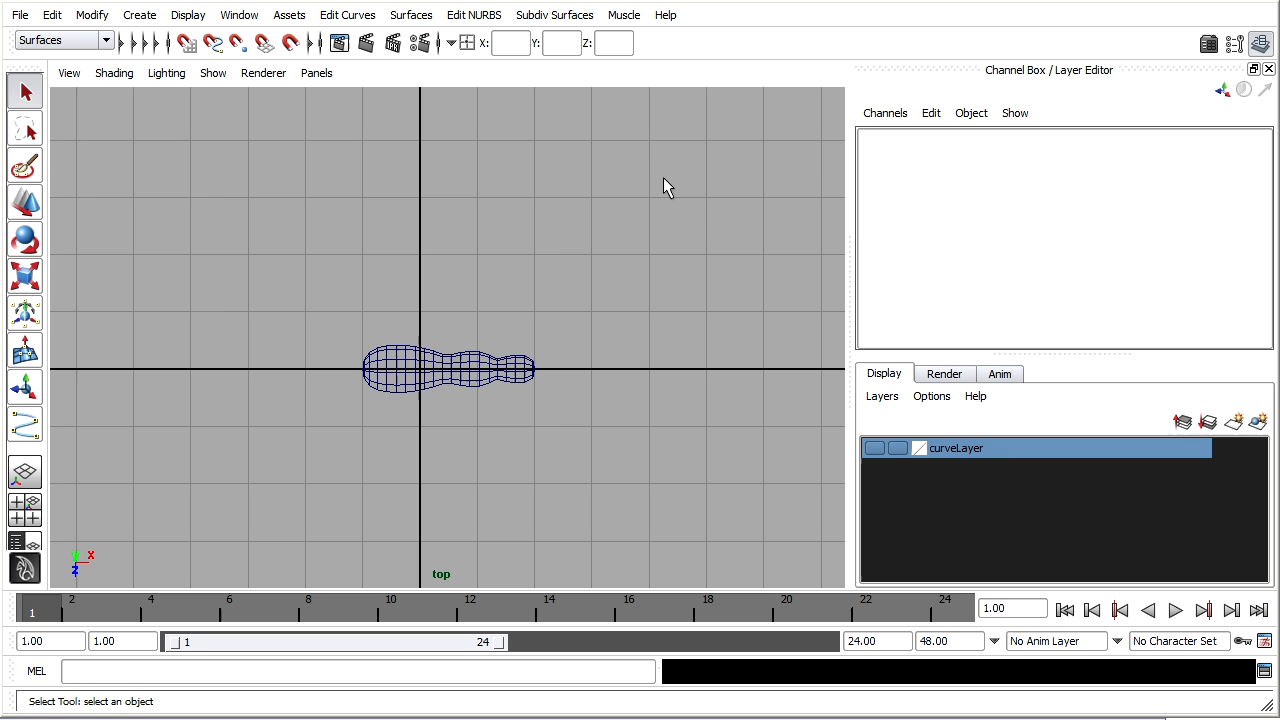 File Edit Modify Create Display Window Assets Edit Curves Surfaces Edit NURBS Subdiv Surfaces Muscle Help
Surfaces X: Y: Z:
View Shading Lighting Show Renderer Panels
Channel Box / Layer Editor
Channels Edit Object Show
Display Render Anim
Layers Options Help
curveLayer
y x
z
top
1 2 4 6 8 10 12 14 16 18 20 22 24 1.00
1.00 1.00 1 24 24.00 48.00 No Anim Layer No Character Set
MEL
Select Tool: select an object